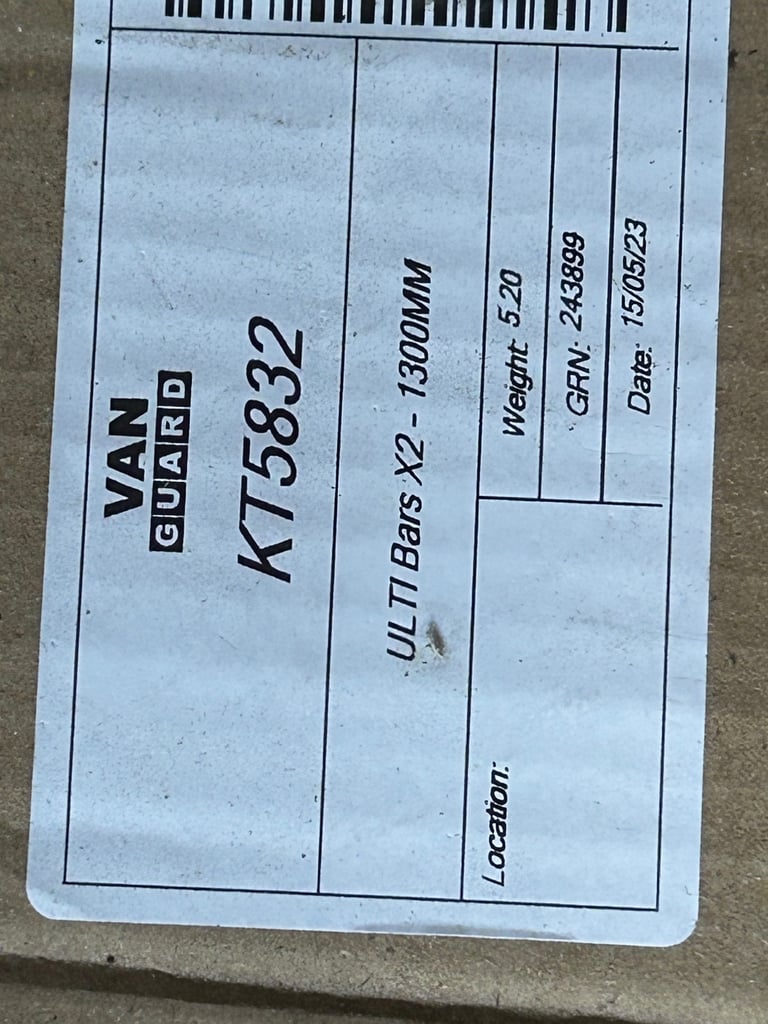 VAN
GUARD
KT5832
ULTI Bars X2 - 1300MM
Weight: 5.20
GRN: 243899
Date: 15/05/23
Location: